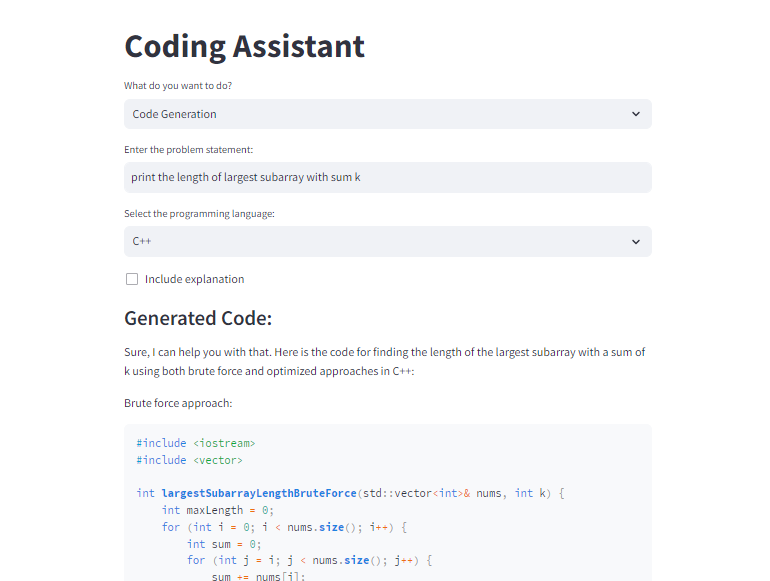 Coding Assistant
What do you want to do?
Code Generation
Enter the problem statement:
print the length of largest subarray with sum k
Select the programming language:
C++
Include explanation
Generated Code:
Sure, I can help you with that. Here is the code for finding the length of the largest subarray with a sum of
k using both brute force and optimized approaches in C++:
Brute force approach:
#include <iostream>
#include <vector>
int largestSubarrayLengthBruteForce(std::vector<int>& nums, int k) {
    int maxLength = 0;
    for (int i = 0; i < nums.size(); i++) {
        int sum = 0;
        for (int j = i; j < nums.size(); j++) {
            sum += nums[j];